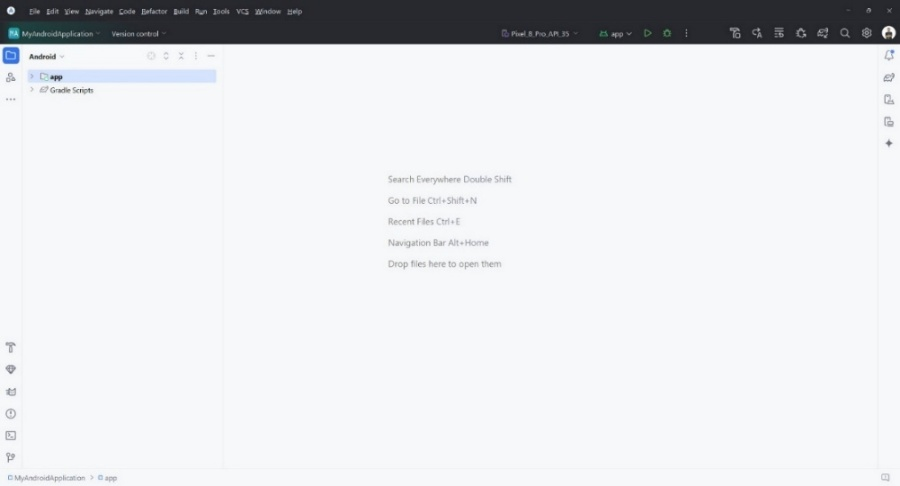 File Edit View Navigate Code Refactor Build Run Tools VCS Window Help
MA MyAndroidApplication Version control Pixel_8_Pro_API_35 app
Android
app
Gradle Scripts
Search Everywhere Double Shift
Go to File Ctrl+Shift+N
Recent Files Ctrl+E
Navigation Bar Alt+Home
Drop files here to open them
MyAndroidApplication > app